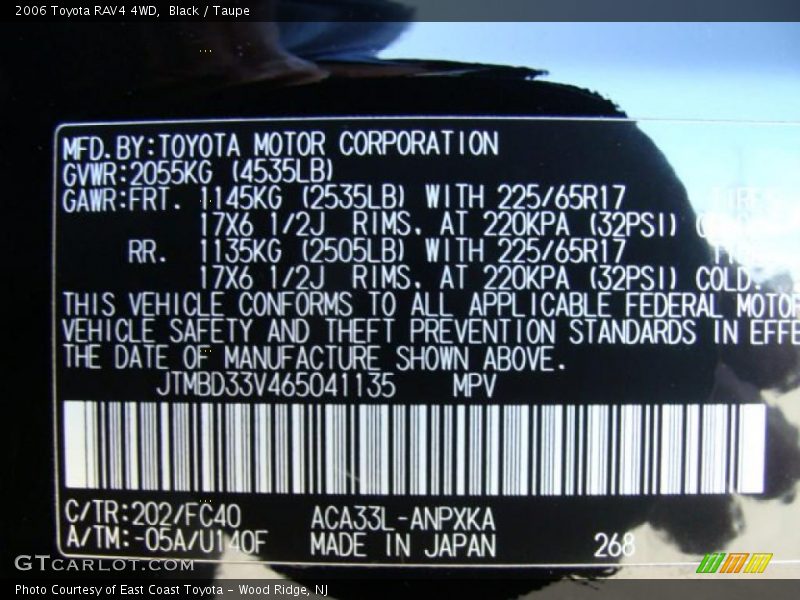 2006 Toyota RAV4 4WD,  Black / Taupe
MFD.BY:TOYOTA MOTOR CORPORATION
GVWR:2055KG (4535LB)
GAWR:FRT. 1145KG (2535LB) WITH 225/65R17 TIRES
17X6 1/2J RIMS. AT 220KPA (32PSI)
RR. 1135KG (2505LB) WITH 225/65R17
17X6 1/2J RIMS. AT 220KPA (32PSI) COLD.
THIS VEHICLE CONFORMS TO ALL APPLICABLE FEDERAL MOTOR
VEHICLE SAFETY AND THEFT PREVENTION STANDARDS IN EFFE
THE DATE OF MANUFACTURE SHOWN ABOVE.
JTMBD33V465041135 MPV
C/TR:202/FC40 ACA33L-ANPXKA
A/TM:-05A/U140F MADE IN JAPAN 268
GTCARLOT.COM
Photo Courtesy of East Coast Toyota - Wood Ridge, NJ